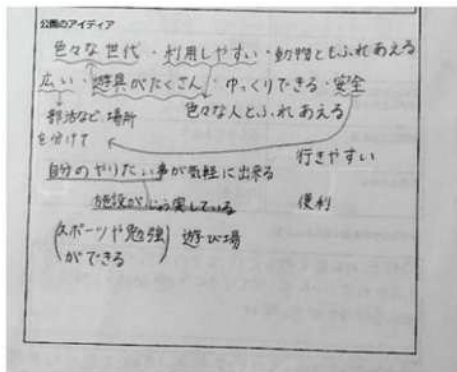 公園のアイディア
色々な世代・利用しやすい・動物ともふれあえる
広い・遊具がたくさん・ゆっくりできる・安全
部活など場所
を分けて
色々な人とふれあえる
自分のやりたい事が気軽に出来る
行きやすい
施設がじゅう実している
便利
(スポーツや勉強
ができる)
遊び場